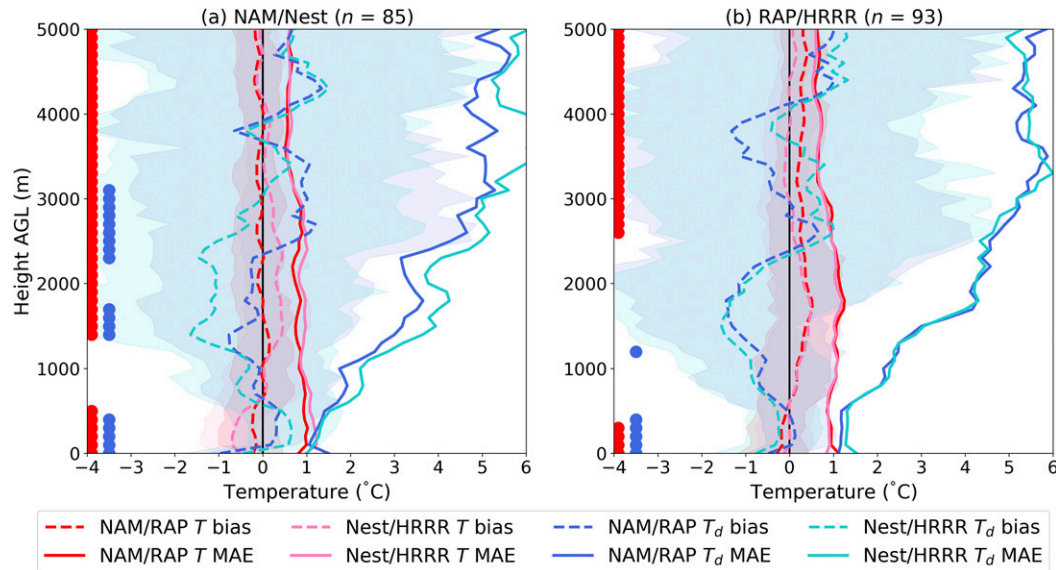 (a) NAM/Nest (n = 85)
(b) RAP/HRRR (n = 93)
Height AGL (m)
5000
4000
3000
2000
1000
0
−4 −3 −2 −1 0 1 2 3 4 5 6
Temperature (°C)
5000
4000
3000
2000
1000
0
−4 −3 −2 −1 0 1 2 3 4 5 6
Temperature (°C)
NAM/RAP T bias
Nest/HRRR T bias
NAM/RAP Td bias
Nest/HRRR Td bias
NAM/RAP T MAE
Nest/HRRR T MAE
NAM/RAP Td MAE
Nest/HRRR Td MAE